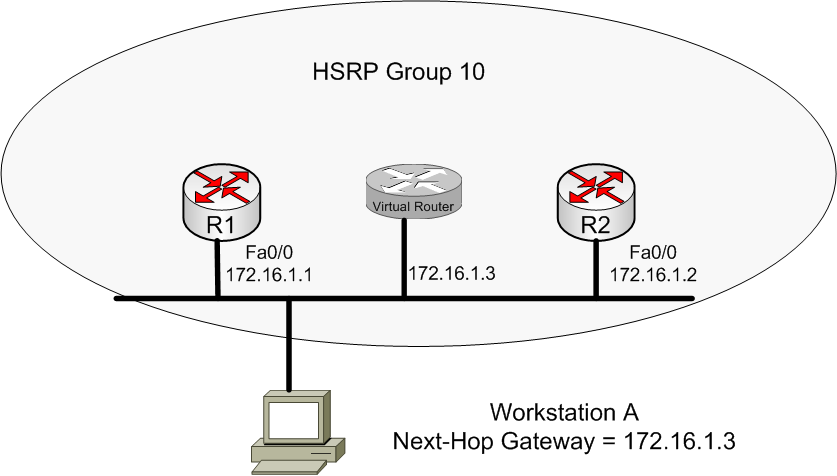 HSRP Group 10
Virtual Router
R1
R2
Fa0/0
172.16.1.1
172.16.1.3
Fa0/0
172.16.1.2
Workstation A
Next-Hop Gateway = 172.16.1.3